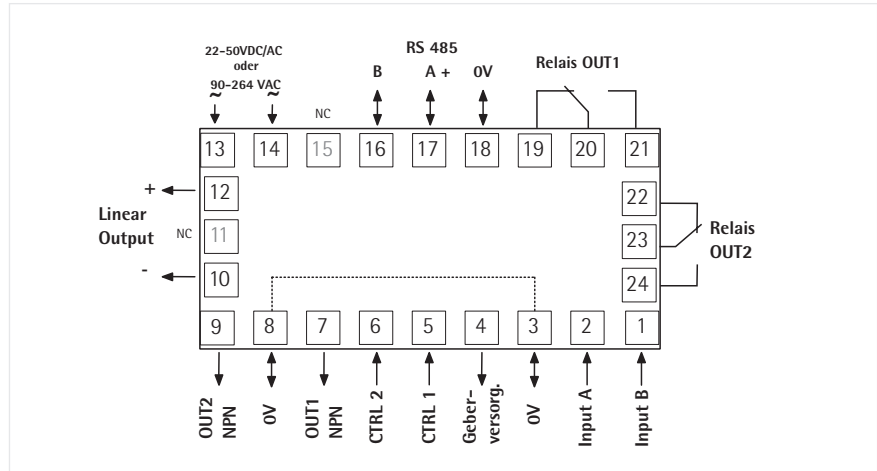 22-50VDC/AC
oder
90-264 VAC
~ ~
RS 485
B A + 0V
Relais OUT1
NC
13 14 15 16 17 18 19 20 21
+
12
22
Linear
Output
NC
11
23
Relais
OUT2
-
10
24
9 8 7 6 5 4 3 2 1
OUT2
NPN
0V
OUT1
NPN
CTRL 2
CTRL 1
Geber-
versorg.
0V
Input A
Input B